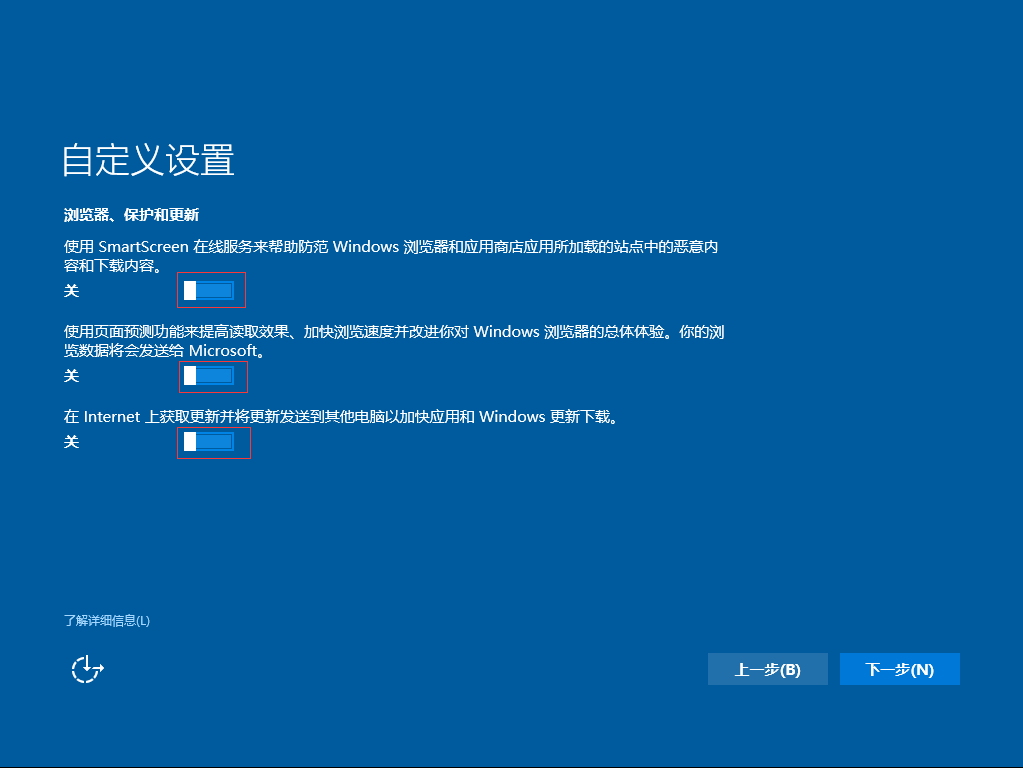 自定义设置
浏览器、保护和更新
使用 SmartScreen 在线服务来帮助防范 Windows 浏览器和应用商店应用所加载的站点中的恶意内
容和下载内容。
关
使用页面预测功能来提高读取效果、加快浏览速度并改进你对 Windows 浏览器的总体体验。你的浏
览数据将会发送给 Microsoft。
关
在 Internet 上获取更新并将更新发送到其他电脑以加快应用和 Windows 更新下载。
关
了解详细信息(L)
上一步(B)
下一步(N)